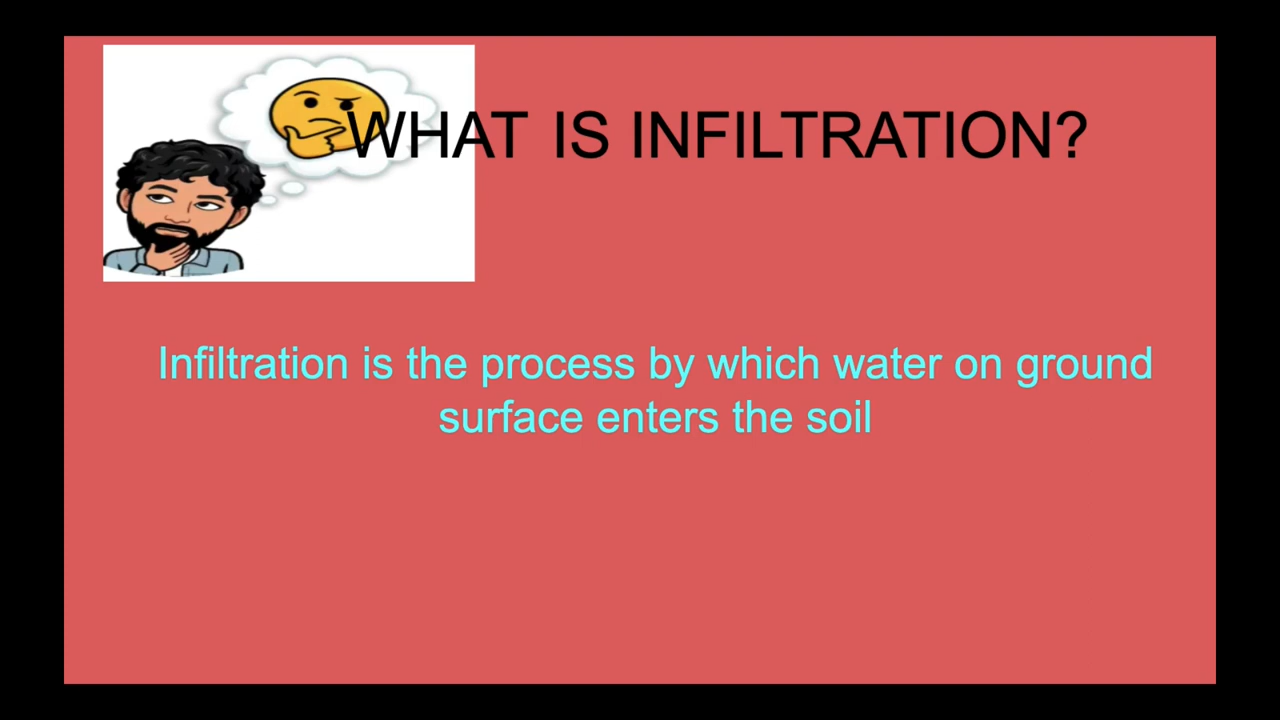 WHAT IS INFILTRATION?
Infiltration is the process by which water on ground
surface enters the soil